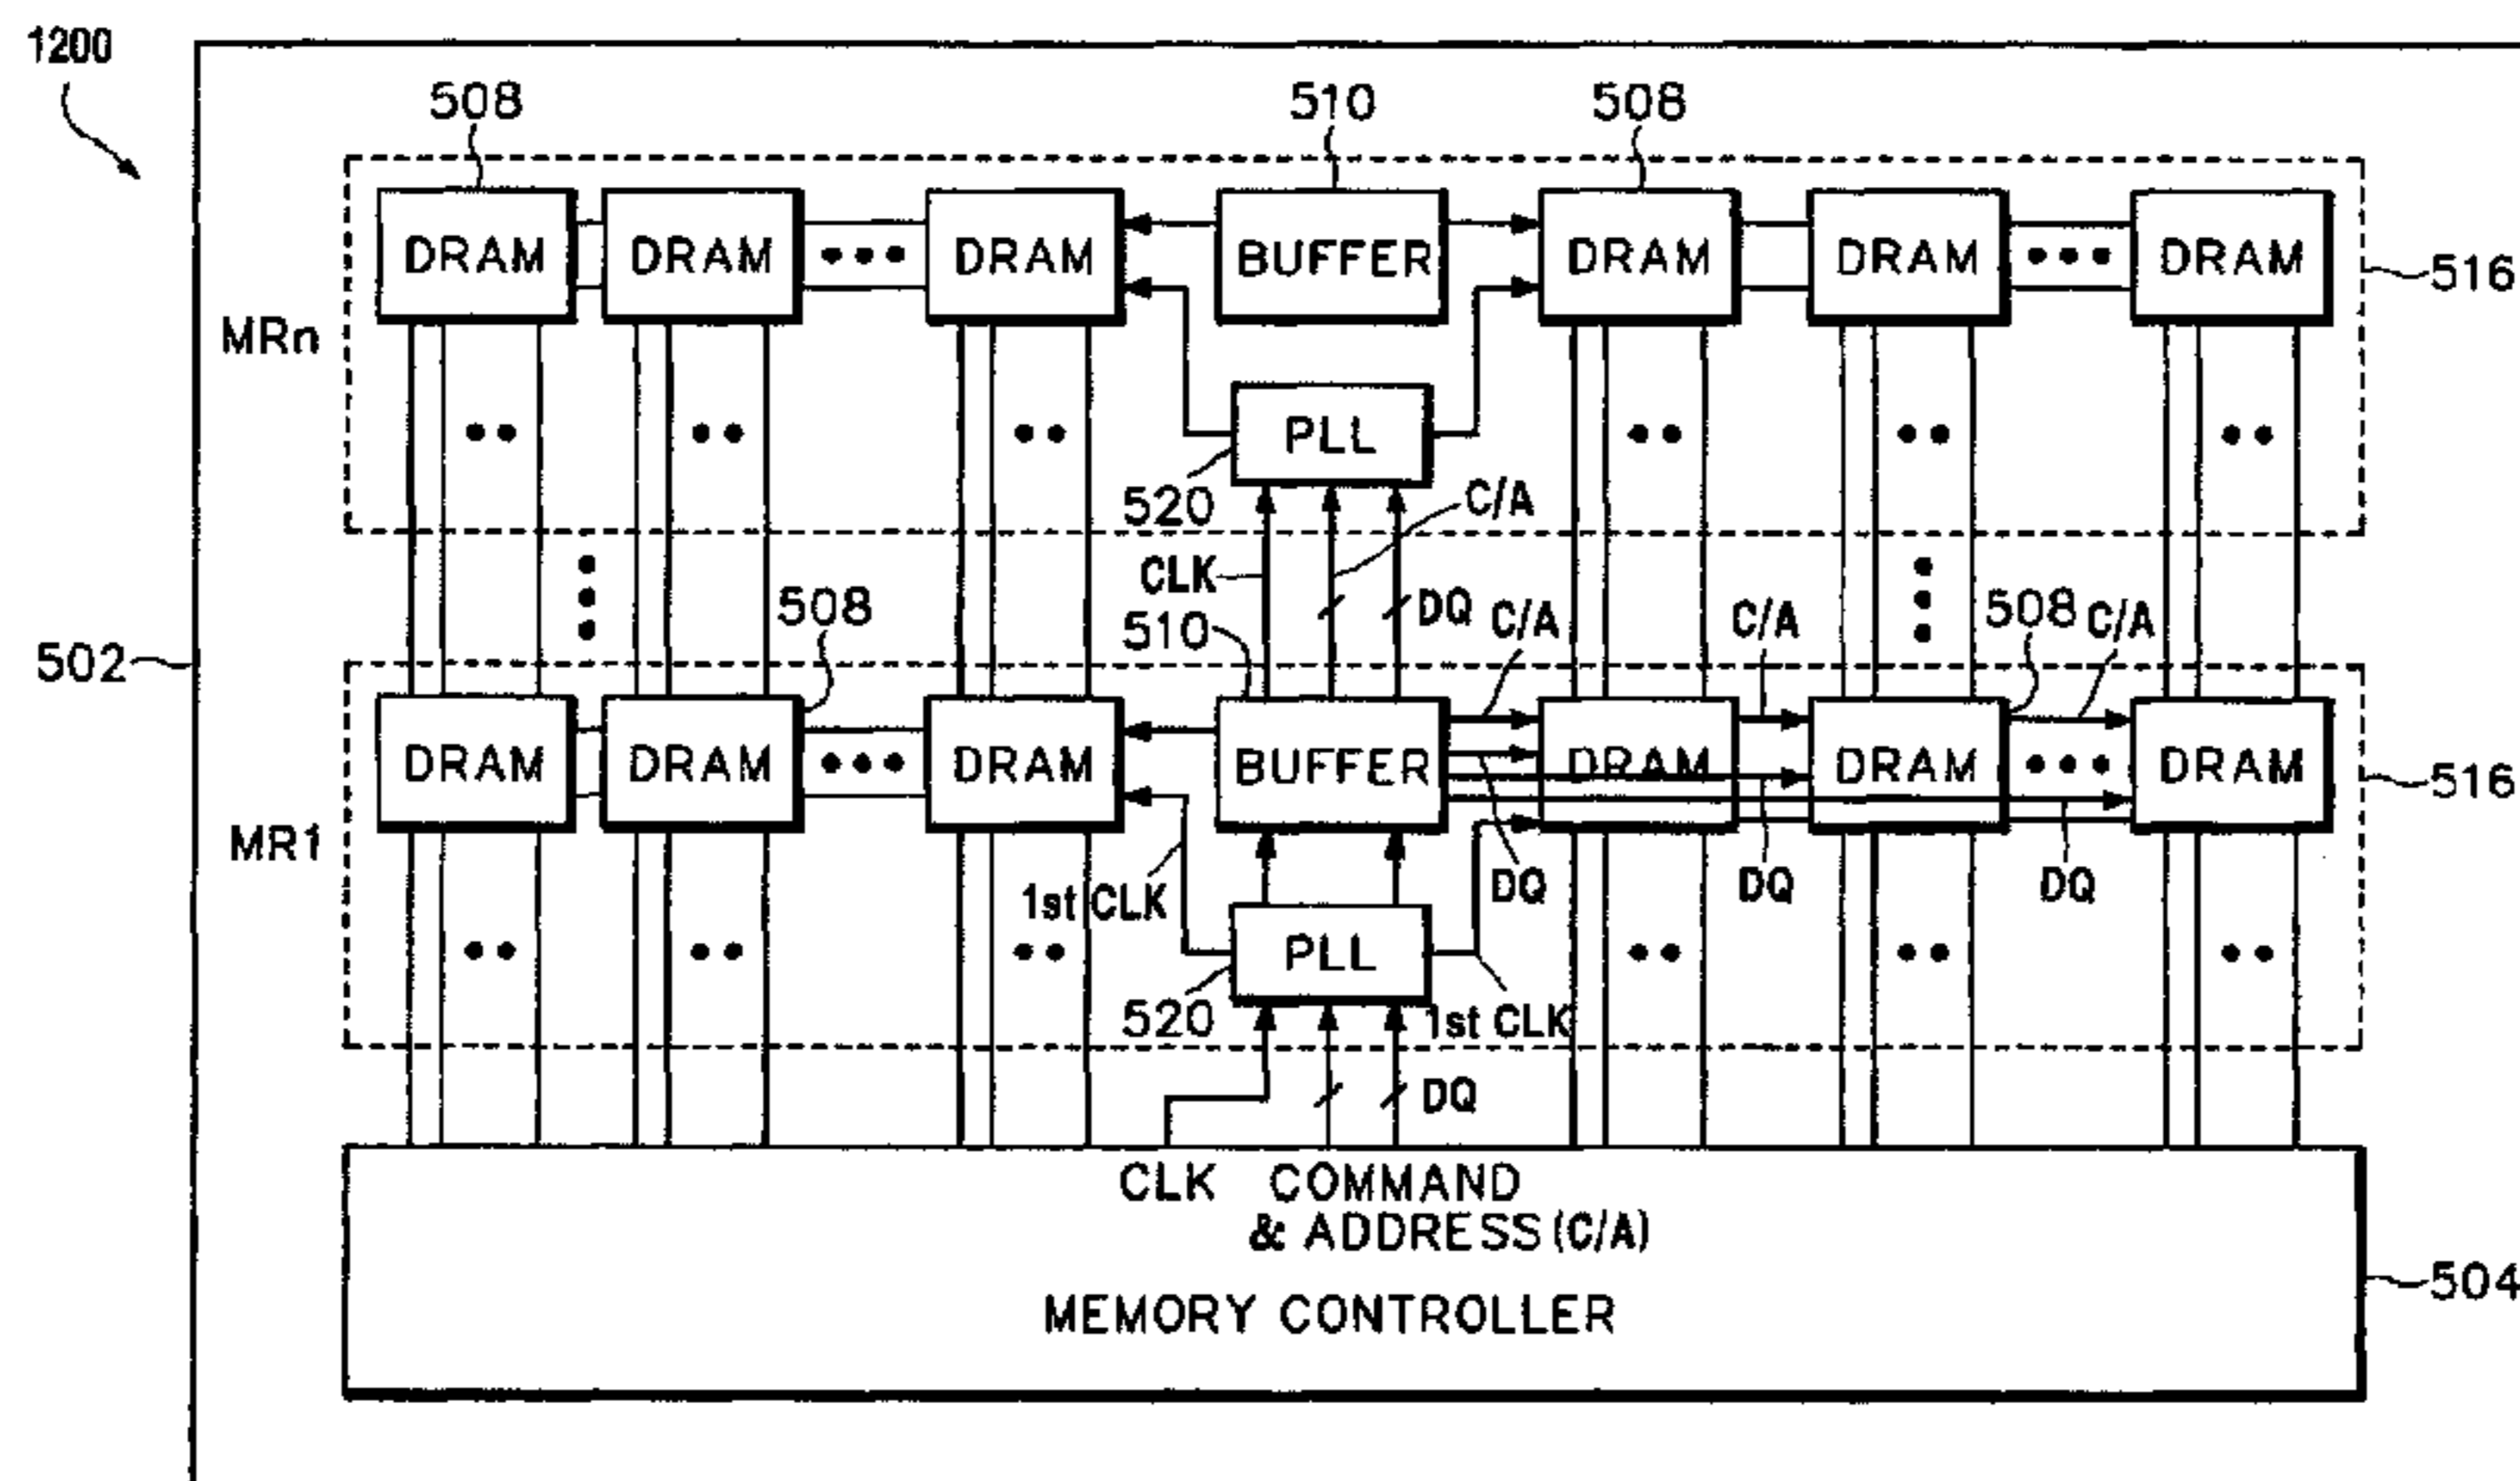 1200
508
510
508
DRAM DRAM DRAM BUFFER DRAM DRAM DRAM
516
MRn
PLL
520
C/A
CLK
DQ
508
510
C/A
C/A
508
C/A
502
DRAM DRAM DRAM BUFFER DRAM DRAM DRAM
516
MR1
1st CLK
DQ
DQ
DQ
PLL
520
1st CLK
DQ
CLK COMMAND
& ADDRESS (C/A)
504
MEMORY CONTROLLER